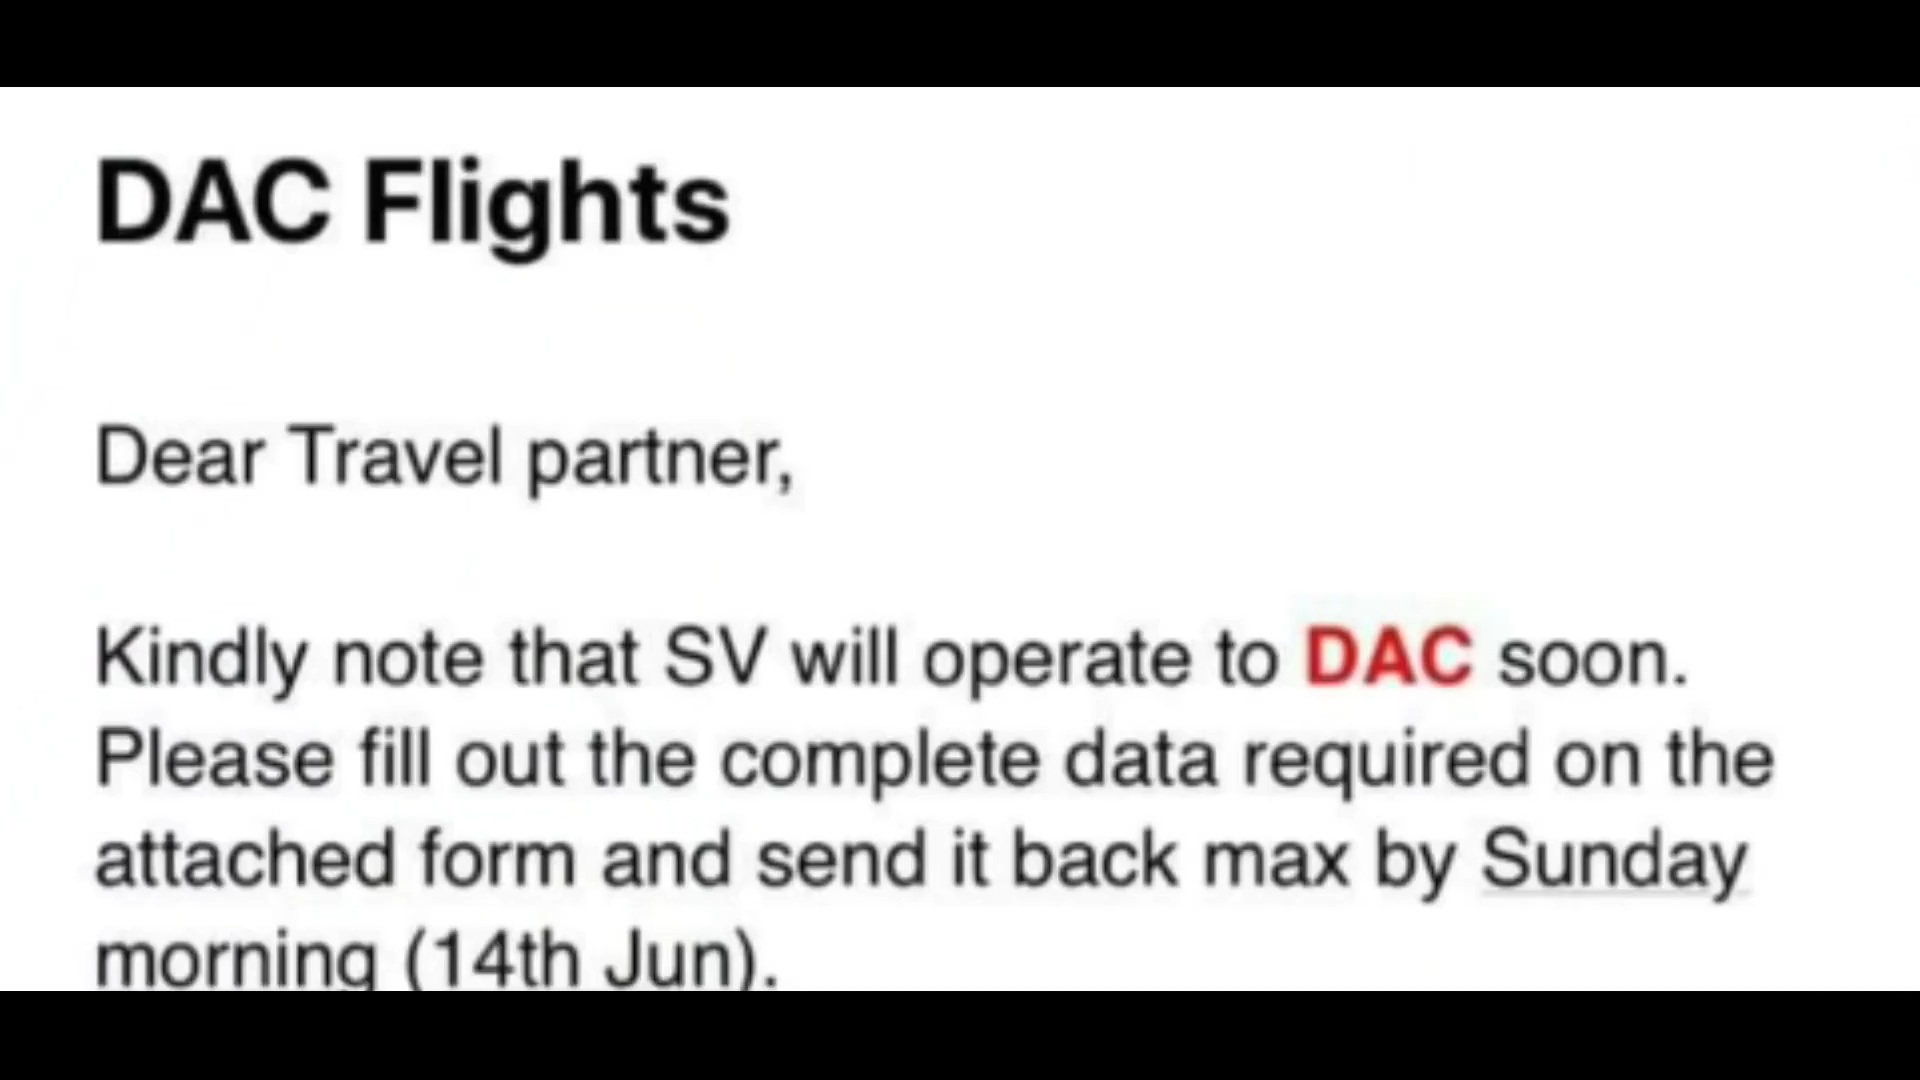 DAC Flights
Dear Travel partner,
Kindly note that SV will operate to DAC soon.
Please fill out the complete data required on the
attached form and send it back max by Sunday
morning (14th Jun).